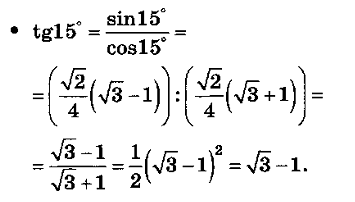 • tg15° = sin15° / cos15° =
= (√2/4 (√3 − 1)) : (√2/4 (√3 + 1)) =
= (√3 − 1)/(√3 + 1) = 1/2 (√3 − 1)² = √3 − 1.